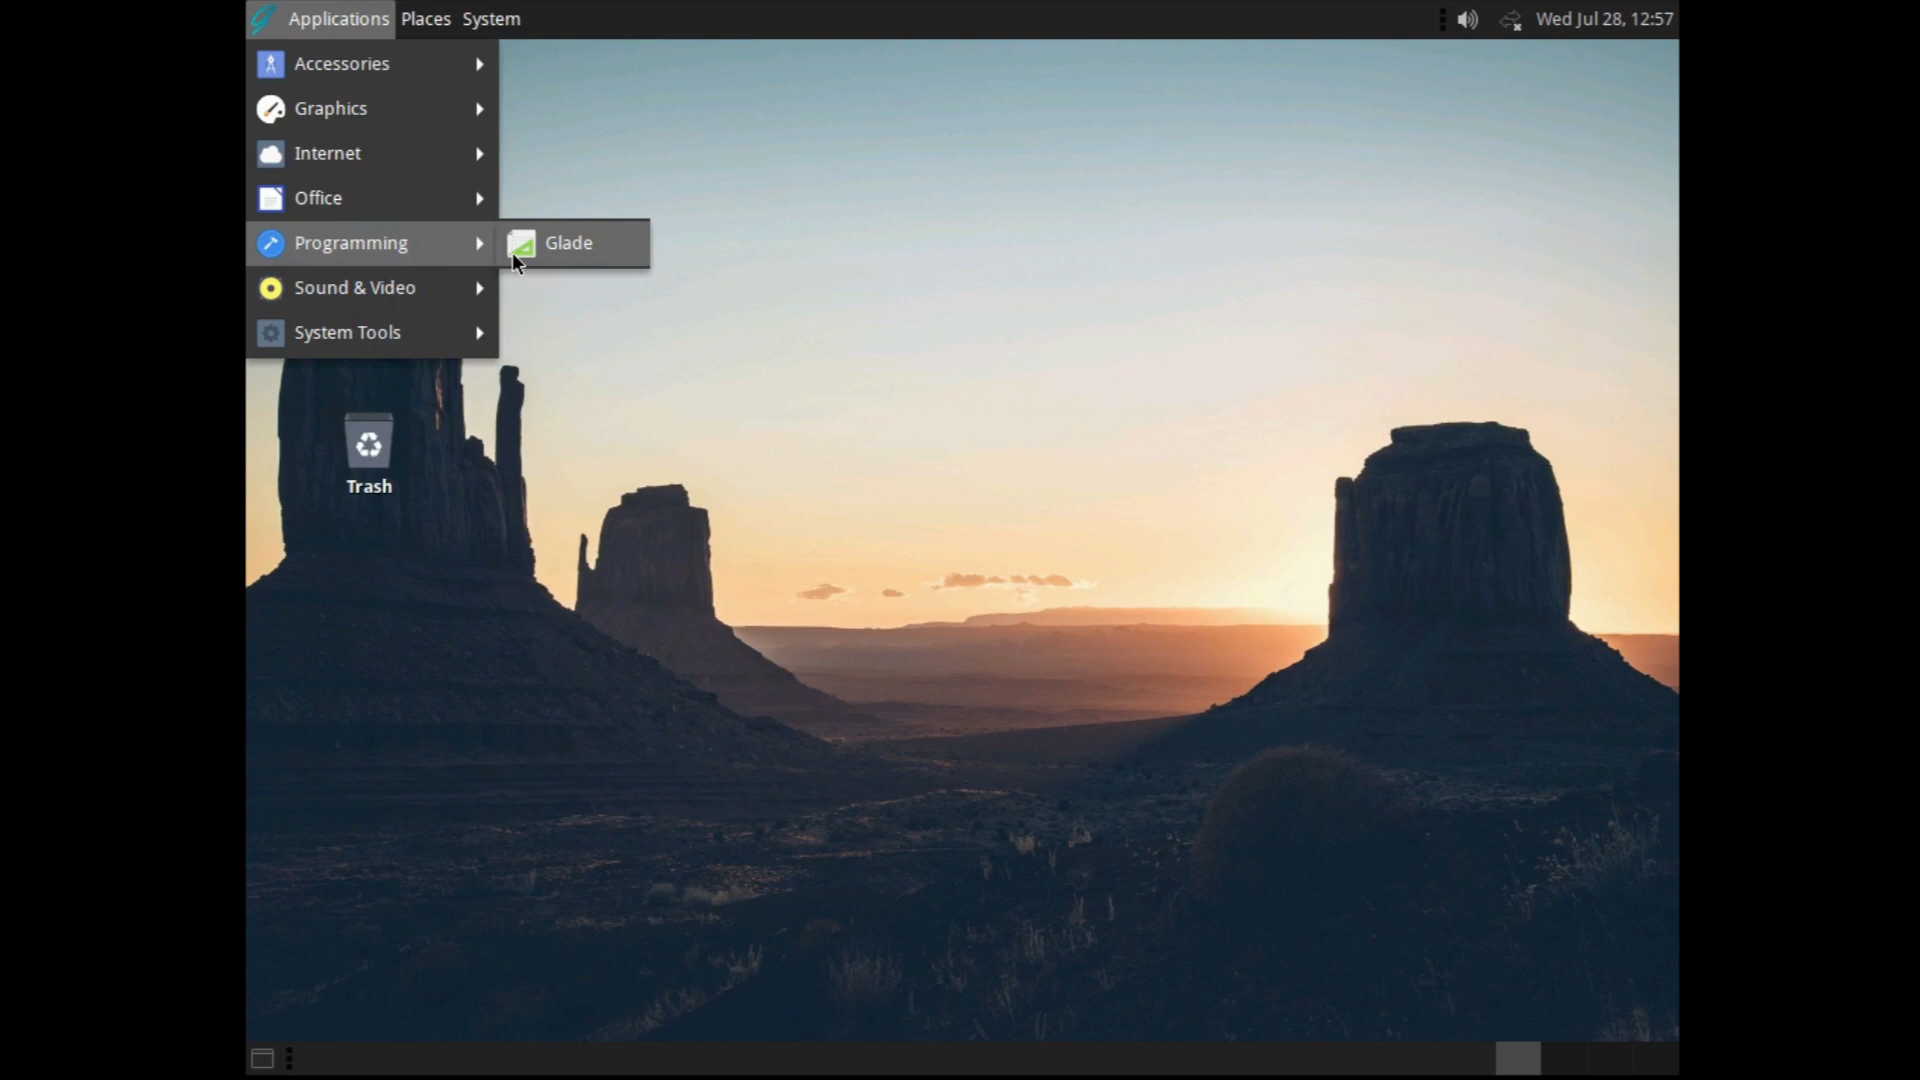 Applications Places System
Wed Jul 28, 12:57
Accessories
Graphics
Internet
Office
Programming
Glade
Sound & Video
System Tools
Trash